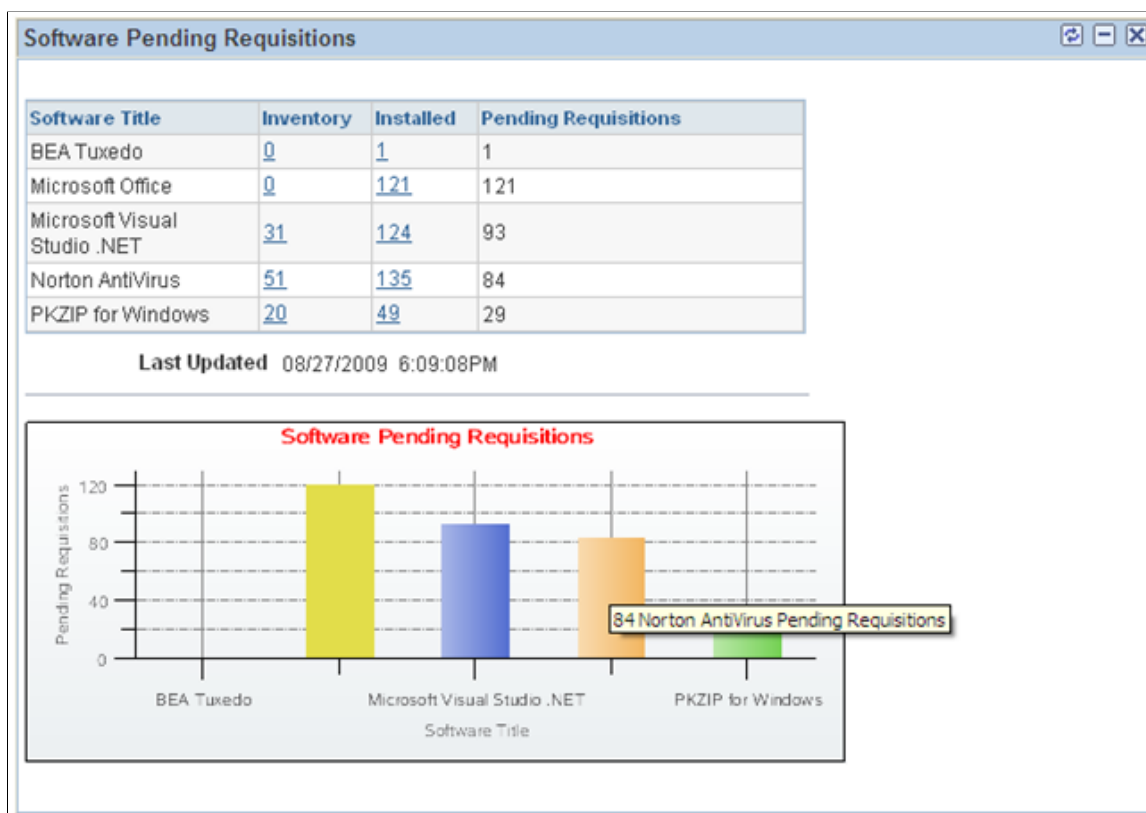 Software Pending Requisitions
Software Title Inventory Installed Pending Requisitions
BEA Tuxedo 0 1 1
Microsoft Office 0 121 121
Microsoft Visual
Studio .NET 31 124 93
Norton AntiVirus 51 135 84
PKZIP for Windows 20 49 29
Last Updated 08/27/2009 6:09:08PM
Software Pending Requisitions
Pending Requisitions
120
80
40
0
84 Norton AntiVirus Pending Requisitions
BEA Tuxedo Microsoft Visual Studio .NET PKZIP for Windows
Software Title